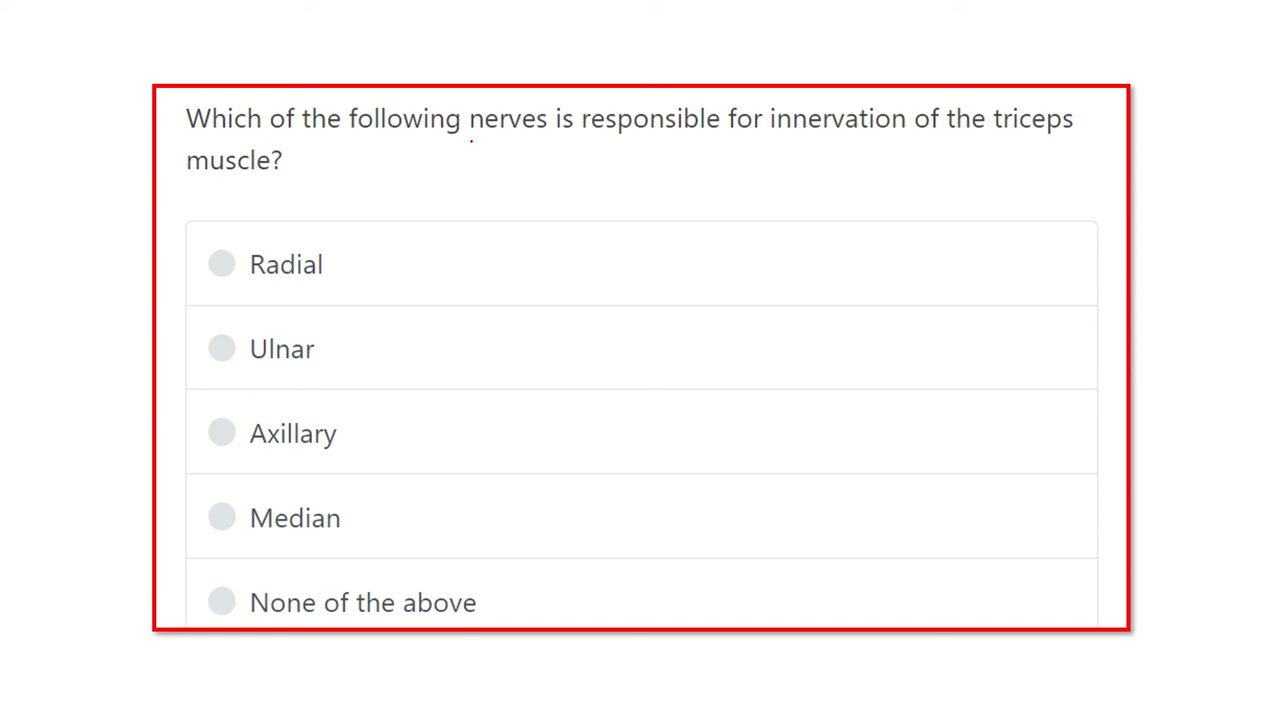 Which of the following nerves is responsible for innervation of the triceps
muscle?
Radial
Ulnar
Axillary
Median
None of the above